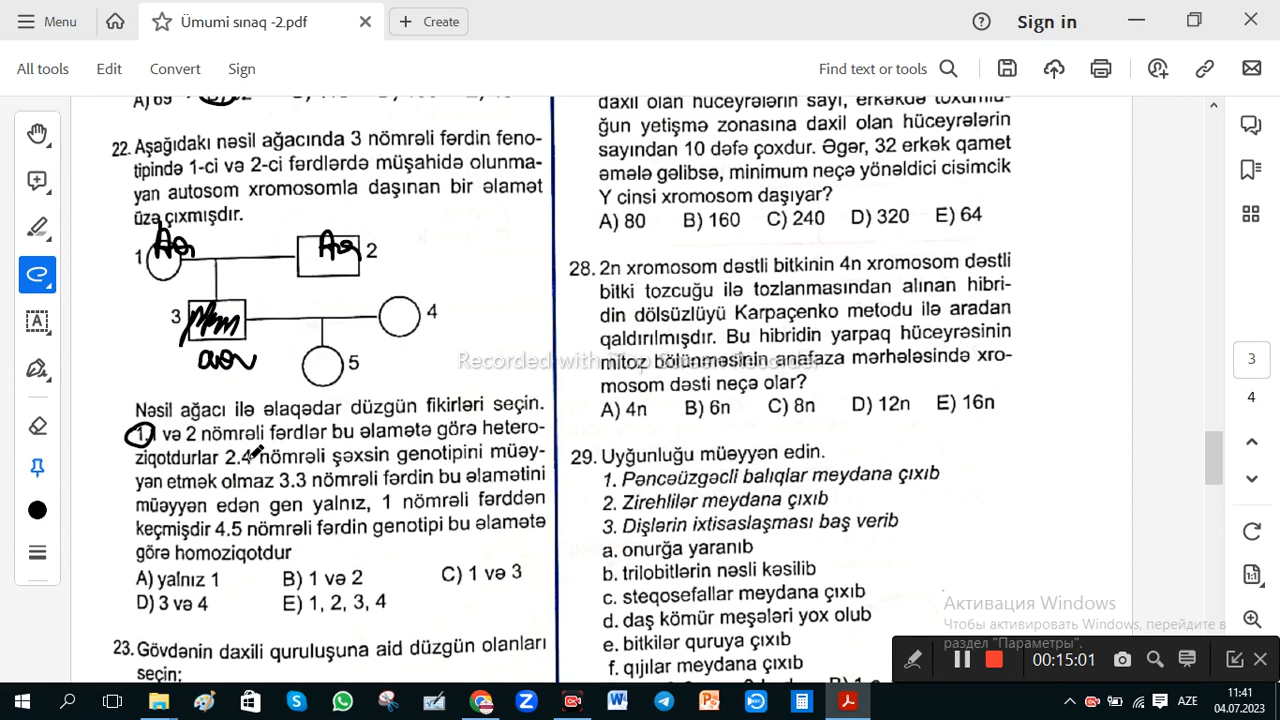 Menu
Ümumi sınaq -2.pdf
Create
Sign in
All tools
Edit
Convert
Sign
Find text or tools
A) 69
22. Aşağıdakı nəsil ağacında 3 nömrəli fərdin feno-
tipində 1-ci və 2-ci fərdlərdə müşahidə olunma-
yan autosom xromosomla daşınan bir əlamət
üzə çıxmışdır.
1 Aa
Aa 2
3
4
aa
5
Nəsil ağacı ilə əlaqədar düzgün fikirləri seçin.
1.1 və 2 nömrəli fərdlər bu əlamətə görə hetero-
ziqotdurlar 2.4 nömrəli şəxsin genotipini müəy-
yən etmək olmaz 3.3 nömrəli fərdin bu əlamətini
müəyyən edən gen yalnız, 1 nömrəli fərddən
keçmişdir 4.5 nömrəli fərdin genotipi bu əlamətə
görə homoziqotdur
A) yalnız 1 B) 1 və 2 C) 1 və 3
D) 3 və 4 E) 1, 2, 3, 4
23. Gövdənin daxili quruluşuna aid düzgün olanları
seçin:
daxil olan hüceyrələrin sayı, erkəkdə toxumlu-
ğun yetişmə zonasına daxil olan hüceyrələrin
sayından 10 dəfə çoxdur. Əgər, 32 erkək qamet
əmələ gəlibsə, minimum neçə yönəldici cisimcik
Y cinsi xromosom daşıyar?
A) 80 B) 160 C) 240 D) 320 E) 64
28. 2n xromosom dəstli bitkinin 4n xromosom dəstli
bitki tozcuğu ilə tozlanmasından alınan hibri-
din dölsüzlüyü Karpaçenko metodu ilə aradan
qaldırılmışdır. Bu hibridin yarpaq hüceyrəsinin
mitoz bölünməsinin anafaza mərhələsində xro-
mosom dəsti neçə olar?
A) 4n B) 6n C) 8n D) 12n E) 16n
29. Uyğunluğu müəyyən edin.
1. Pəncəüzgəcli balıqlar meydana çıxıb
2. Zirehlilər meydana çıxıb
3. Dişlərin ixtisaslaşması baş verib
a. onurğa yaranıb
b. trilobitlərin nəsli kəsilib
c. steqosefallar meydana çıxıb
d. daş kömür meşələri yox olub
e. bitkilər quruya çıxıb
f. qıjılar meydana çıxıb
3
4
Активация Windows
Чтобы активировать Windows, перейдите в
раздел "Параметры".
00:15:01
AZE
11:41
04.07.2023